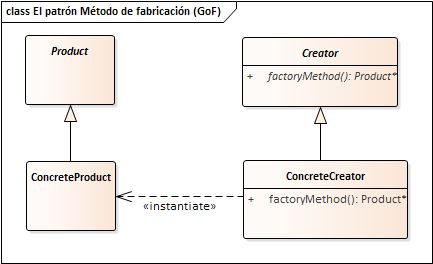 class El patrón Método de fabricación (GoF)
Product
Creator
+ factoryMethod(): Product*
ConcreteProduct
ConcreteCreator
+ factoryMethod(): Product*
«instantiate»